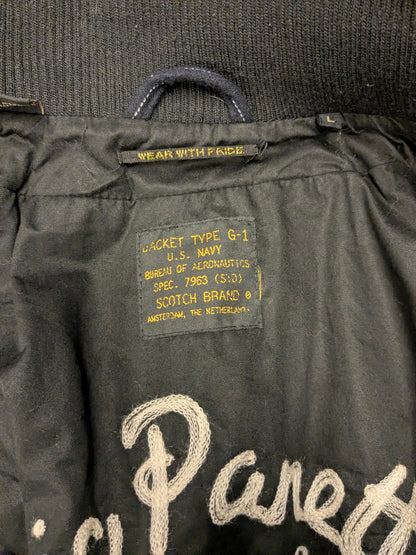 L
WEAR WITH PRIDE
JACKET TYPE G-1
U.S. NAVY
BUREAU OF AERONAUTICS
SPEC. 7963 (S:D)
SCOTCH BRAND ®
AMSTERDAM, THE NETHERLANDS.